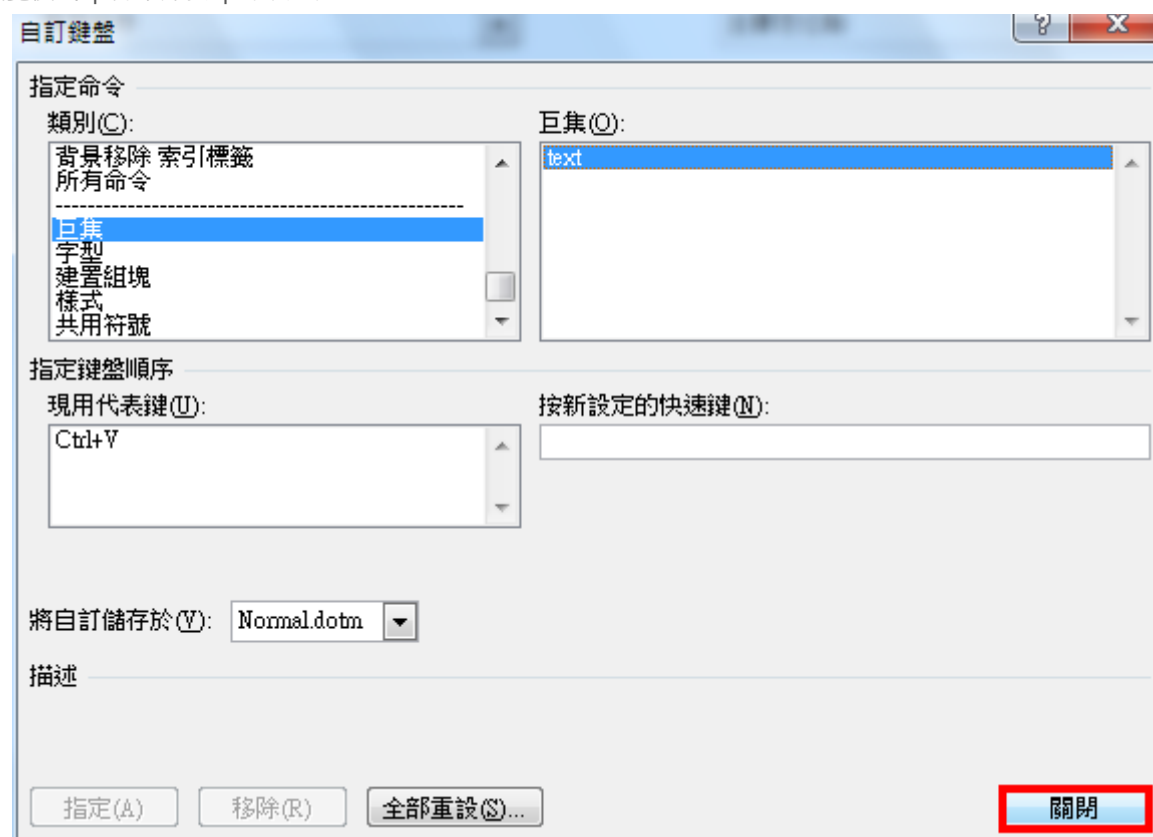 自訂鍵盤
指定命令
類別(C):
巨集(O):
背景移除 索引標籤
所有命令
巨集
字型
建置組塊
樣式
共用符號
text
指定鍵盤順序
現用代表鍵(U):
按新設定的快速鍵(N):
Ctrl+V
將自訂儲存於(V): Normal.dotm
描述
指定(A) 移除(R) 全部重設(S)... 關閉